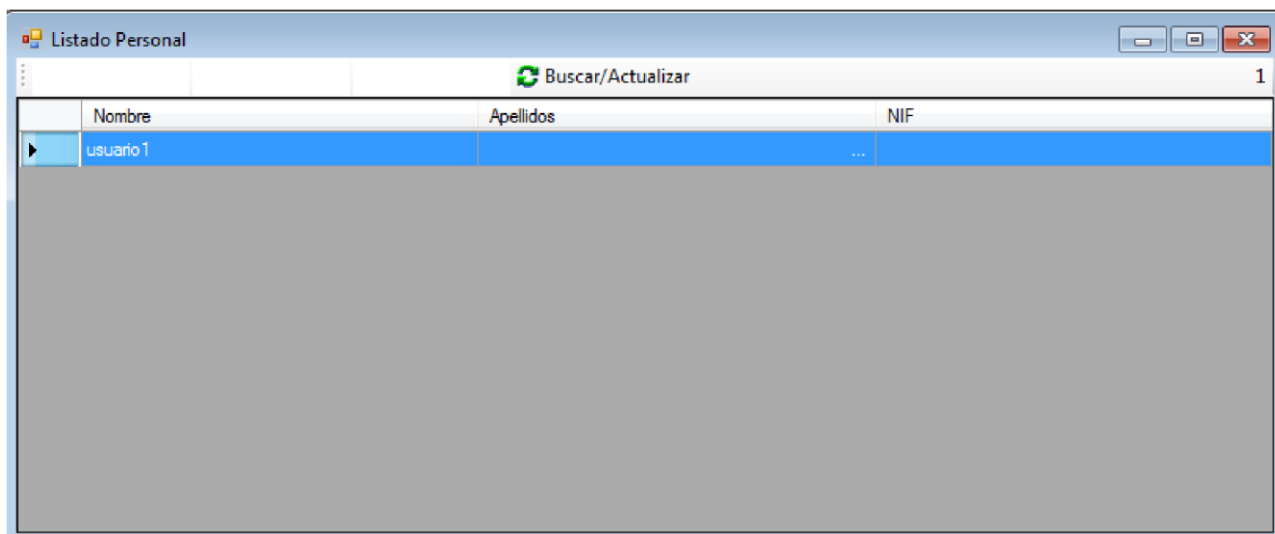 Listado Personal
Buscar/Actualizar 1
Nombre Apellidos NIF
usuario1 ...